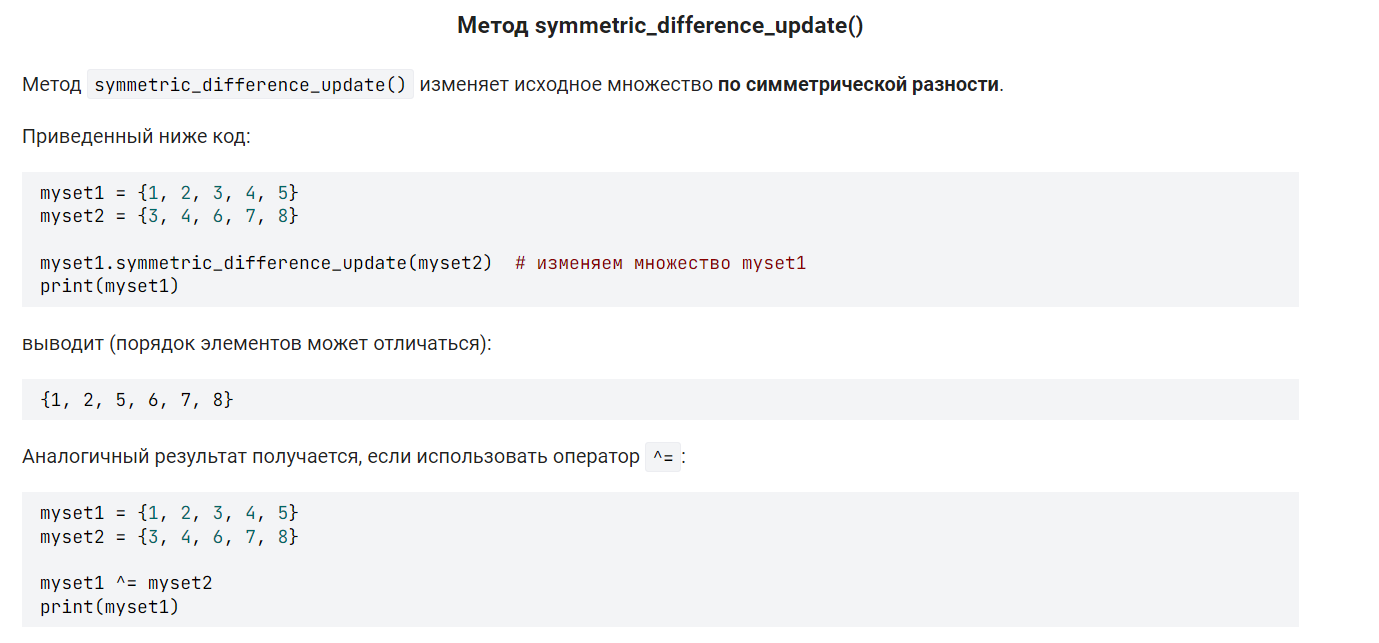 Метод symmetric_difference_update()
Метод symmetric_difference_update() изменяет исходное множество по симметрической разности.
Приведенный ниже код:
myset1 = {1, 2, 3, 4, 5}
myset2 = {3, 4, 6, 7, 8}
myset1.symmetric_difference_update(myset2)  # изменяем множество myset1
print(myset1)
выводит (порядок элементов может отличаться):
{1, 2, 5, 6, 7, 8}
Аналогичный результат получается, если использовать оператор ^=:
myset1 = {1, 2, 3, 4, 5}
myset2 = {3, 4, 6, 7, 8}
myset1 ^= myset2
print(myset1)